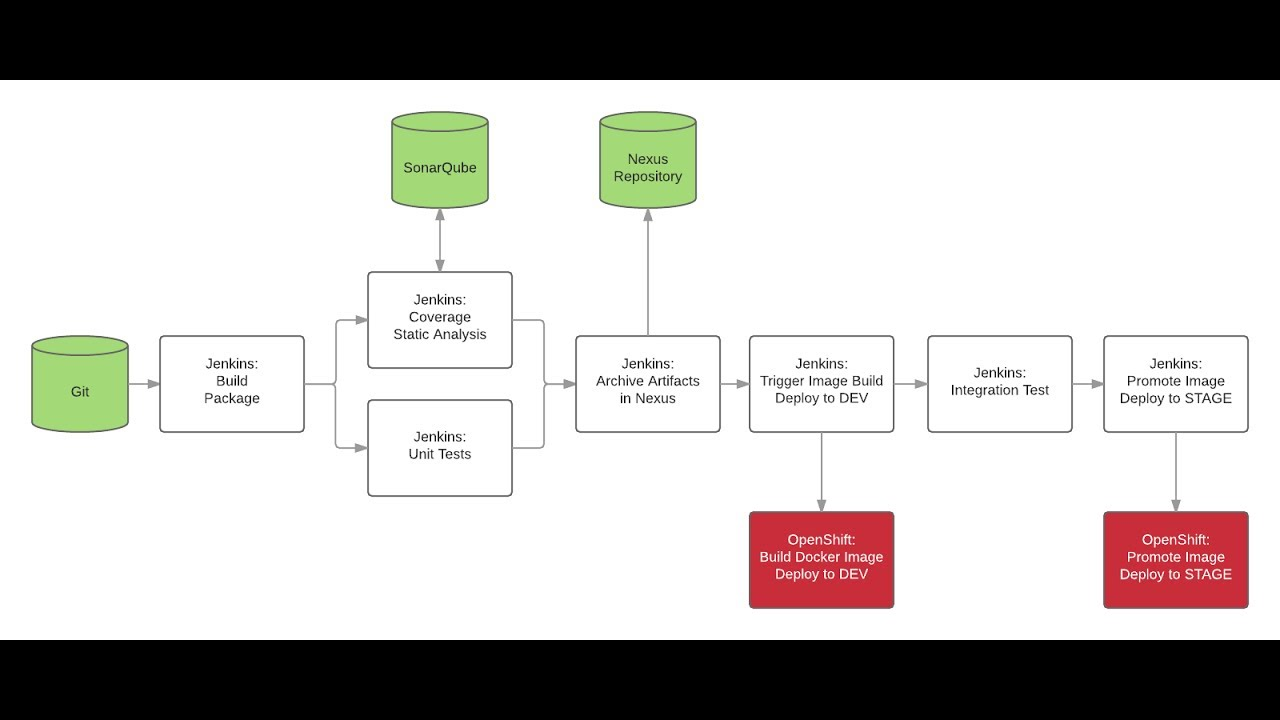 SonarQube
Nexus
Repository
Git
Jenkins:
Build
Package
Jenkins:
Coverage
Static Analysis
Jenkins:
Unit Tests
Jenkins:
Archive Artifacts
in Nexus
Jenkins:
Trigger Image Build
Deploy to DEV
Jenkins:
Integration Test
Jenkins:
Promote Image
Deploy to STAGE
OpenShift:
Build Docker Image
Deploy to DEV
OpenShift:
Promote Image
Deploy to STAGE